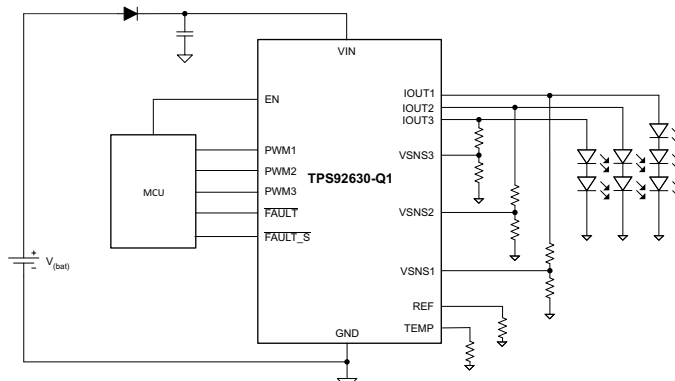 VIN
IOUT1
EN
IOUT2
IOUT3
PWM1
VSNS3
PWM2
TPS92630-Q1
MCU
PWM3
FAULT
VSNS2
FAULT_S
+
V(bat)
-
VSNS1
REF
TEMP
GND